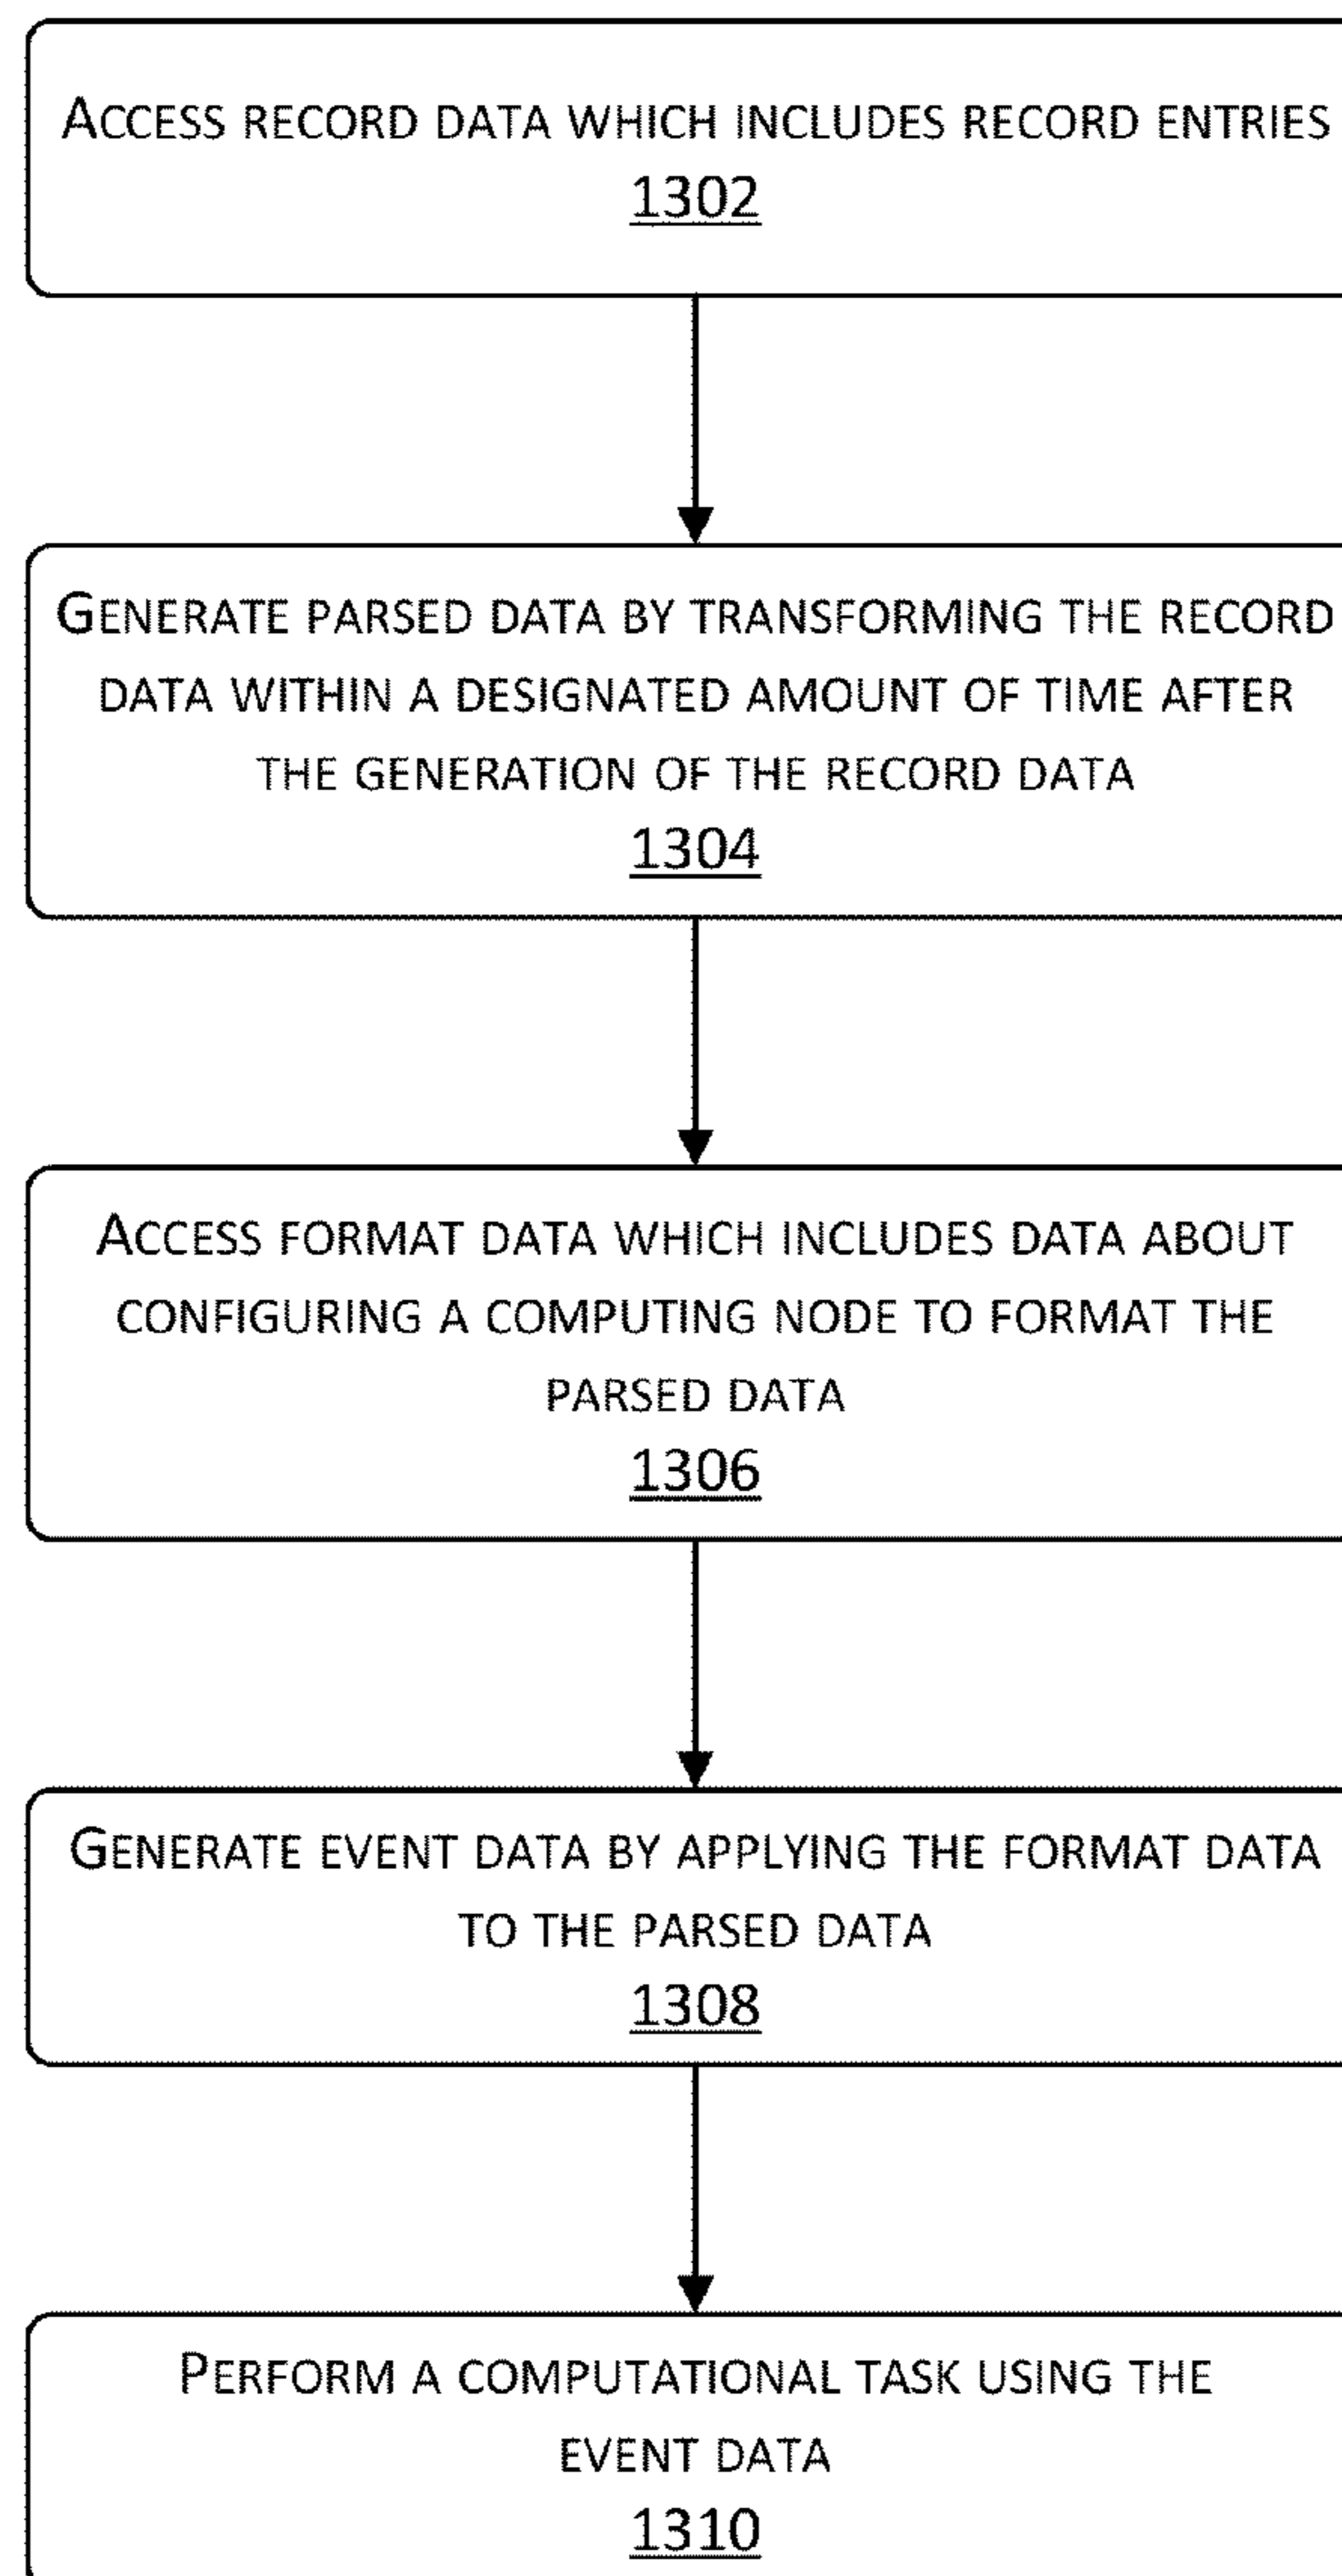 ACCESS RECORD DATA WHICH INCLUDES RECORD ENTRIES
1302
GENERATE PARSED DATA BY TRANSFORMING THE RECORD
DATA WITHIN A DESIGNATED AMOUNT OF TIME AFTER
THE GENERATION OF THE RECORD DATA
1304
ACCESS FORMAT DATA WHICH INCLUDES DATA ABOUT
CONFIGURING A COMPUTING NODE TO FORMAT THE
PARSED DATA
1306
GENERATE EVENT DATA BY APPLYING THE FORMAT DATA
TO THE PARSED DATA
1308
PERFORM A COMPUTATIONAL TASK USING THE
EVENT DATA
1310